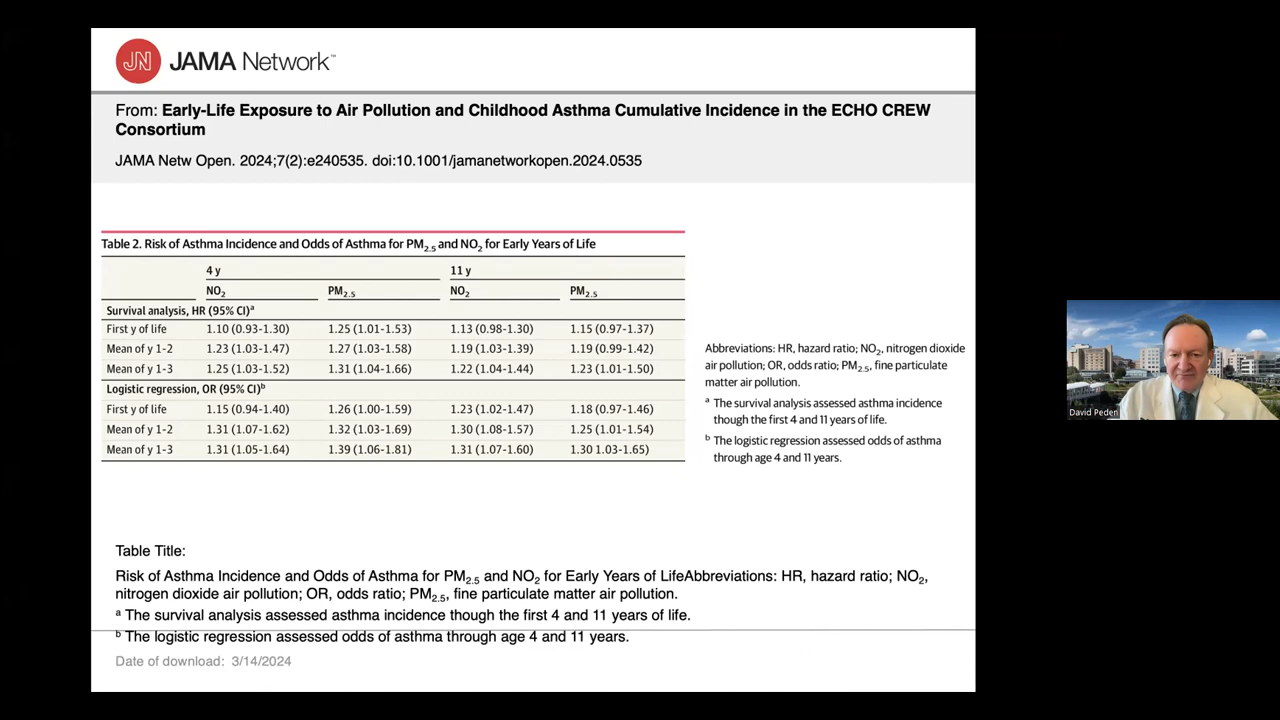 JN JAMA Network™
From: Early-Life Exposure to Air Pollution and Childhood Asthma Cumulative Incidence in the ECHO CREW
Consortium
JAMA Netw Open. 2024;7(2):e240535. doi:10.1001/jamanetworkopen.2024.0535
Table 2. Risk of Asthma Incidence and Odds of Asthma for PM2.5 and NO2 for Early Years of Life
4 y 11 y
NO2 PM2.5 NO2 PM2.5
Survival analysis, HR (95% CI)a
First y of life 1.10 (0.93-1.30) 1.25 (1.01-1.53) 1.13 (0.98-1.30) 1.15 (0.97-1.37)
Mean of y 1-2 1.23 (1.03-1.47) 1.27 (1.03-1.58) 1.19 (1.03-1.39) 1.19 (0.99-1.42)
Mean of y 1-3 1.25 (1.03-1.52) 1.31 (1.04-1.66) 1.22 (1.04-1.44) 1.23 (1.01-1.50)
Logistic regression, OR (95% CI)b
First y of life 1.15 (0.94-1.40) 1.26 (1.00-1.59) 1.23 (1.02-1.47) 1.18 (0.97-1.46)
Mean of y 1-2 1.31 (1.07-1.62) 1.32 (1.03-1.69) 1.30 (1.08-1.57) 1.25 (1.01-1.54)
Mean of y 1-3 1.31 (1.05-1.64) 1.39 (1.06-1.81) 1.31 (1.07-1.60) 1.30 1.03-1.65)
Abbreviations: HR, hazard ratio; NO2, nitrogen dioxide
air pollution; OR, odds ratio; PM2.5, fine particulate
matter air pollution.
a The survival analysis assessed asthma incidence
though the first 4 and 11 years of life.
b The logistic regression assessed odds of asthma
through age 4 and 11 years.
David Peden
Table Title:
Risk of Asthma Incidence and Odds of Asthma for PM2.5 and NO2 for Early Years of LifeAbbreviations: HR, hazard ratio; NO2,
nitrogen dioxide air pollution; OR, odds ratio; PM2.5, fine particulate matter air pollution.
a The survival analysis assessed asthma incidence though the first 4 and 11 years of life.
b The logistic regression assessed odds of asthma through age 4 and 11 years.
Date of download: 3/14/2024